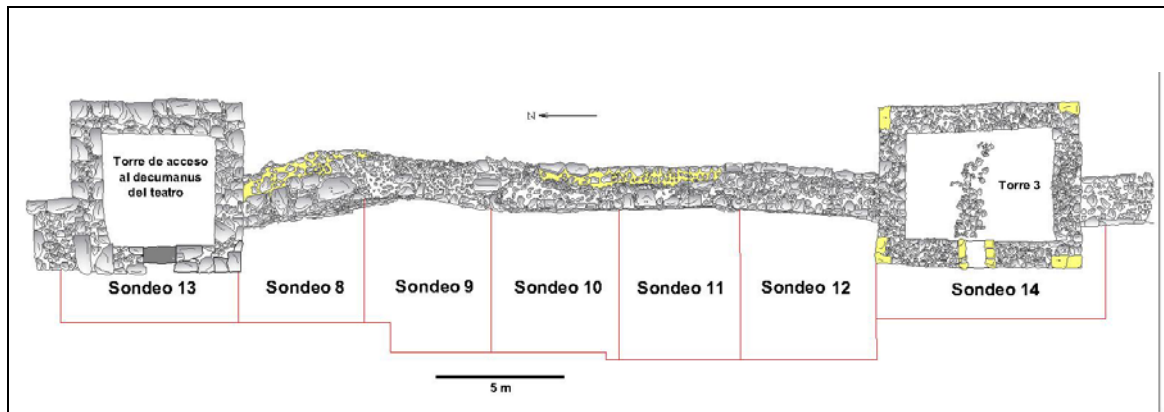 N
Torre de acceso
al decumanus
del teatro
Torre 3
Sondeo 13
Sondeo 8
Sondeo 9
Sondeo 10
Sondeo 11
Sondeo 12
Sondeo 14
5 m